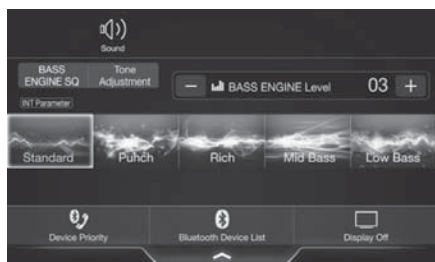 Sound
BASS ENGINE SQ
Tone Adjustment
BASS ENGINE Level 03
INT Parameter
Standard Punch Rich Mid Bass Low Bass
Device Priority Bluetooth Device List Display Off